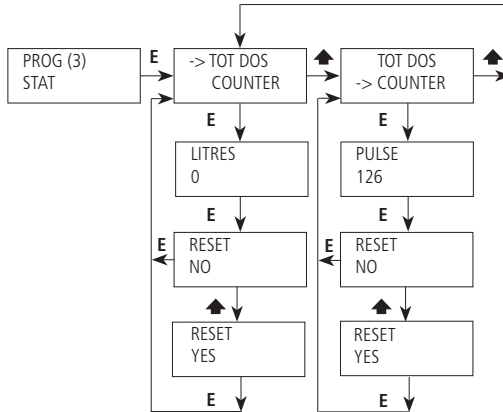 PROG (3)
STAT
E
-> TOT DOS
COUNTER
TOT DOS
-> COUNTER
E
E
LITRES
0
PULSE
126
E
E
E
RESET
NO
E
RESET
NO
RESET
YES
RESET
YES
E
E